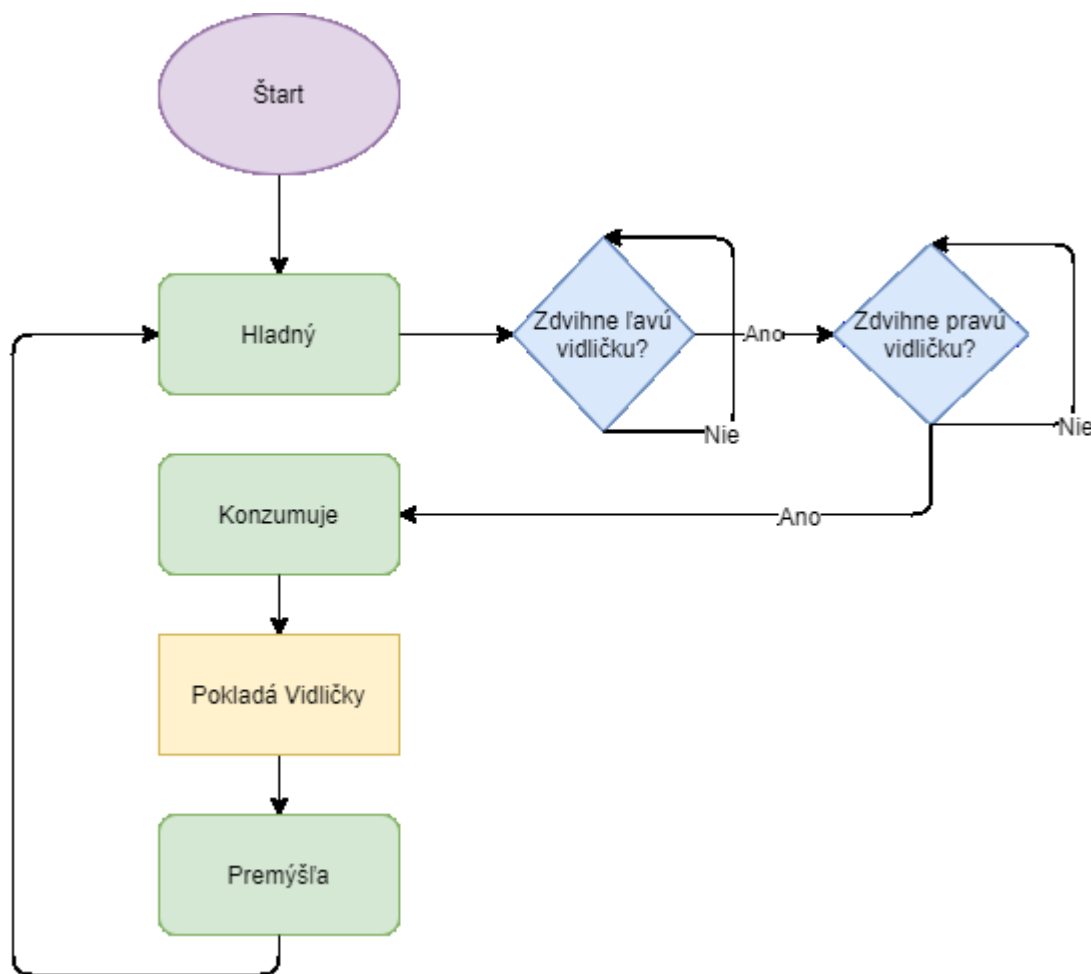 Štart
Hladný
Zdvihne ľavú
vidličku?
Ano
Zdvihne pravú
vidličku?
Nie
Nie
Konzumuje
Ano
Pokladá Vidličky
Premýšľa